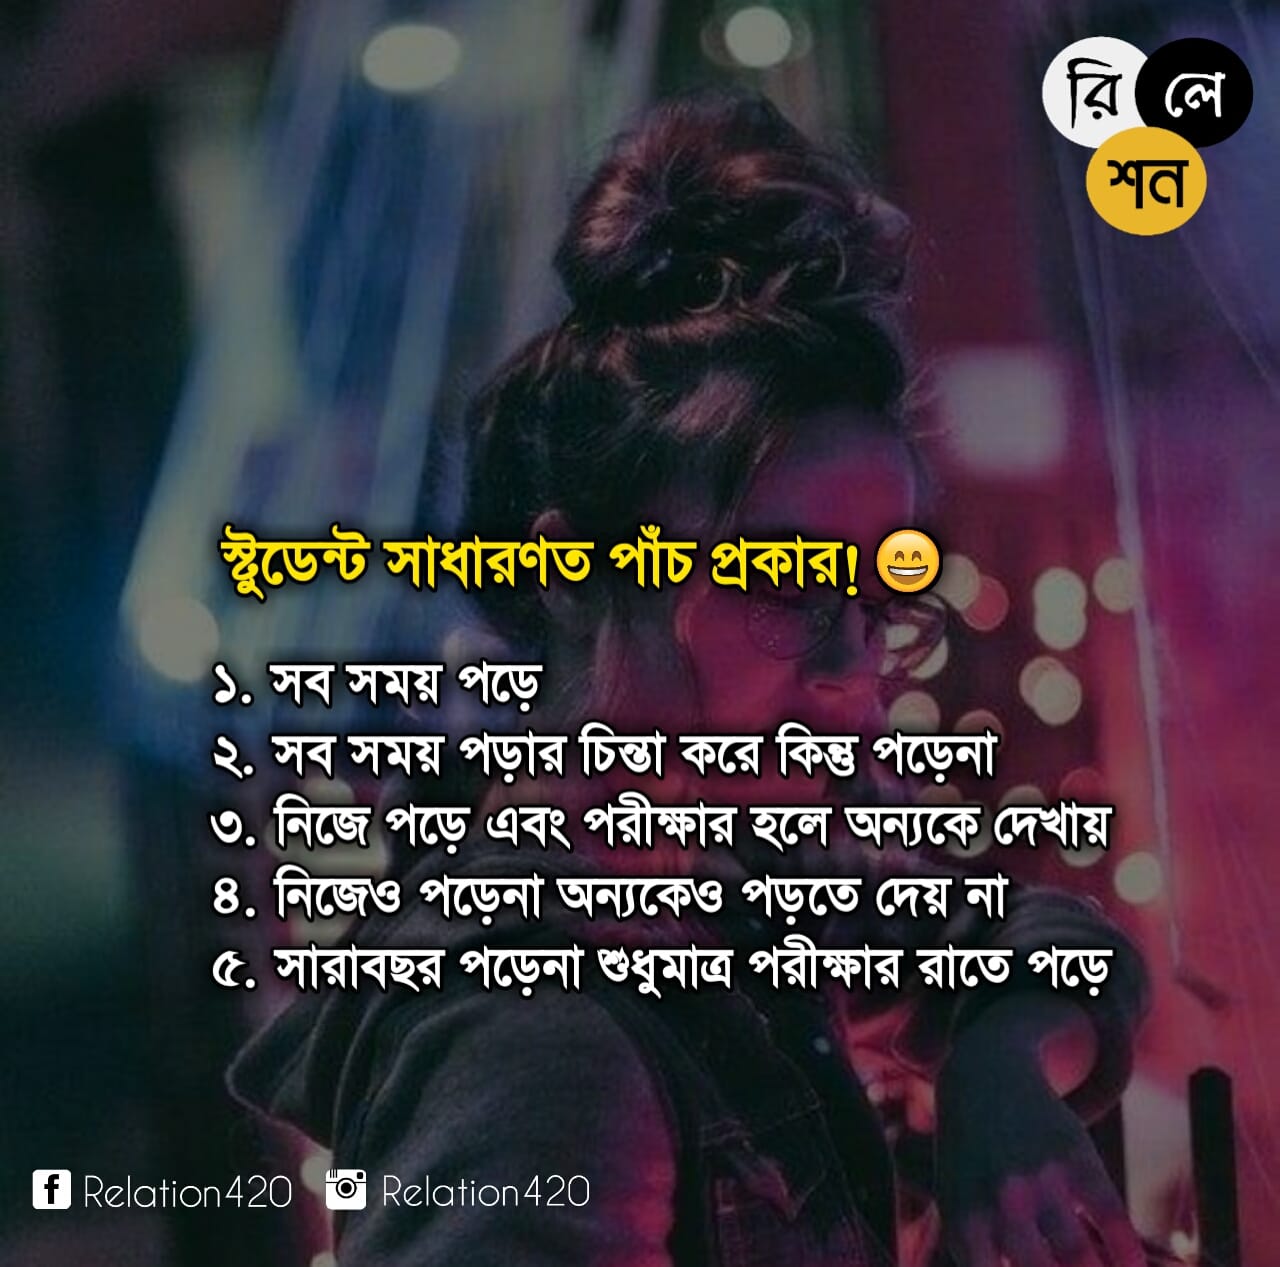 রি লে
শন
স্টুডেন্ট সাধারণত পাঁচ প্রকার! 😄
১. সব সময় পড়ে
২. সব সময় পড়ার চিন্তা করে কিন্তু পড়েনা
৩. নিজে পড়ে এবং পরীক্ষার হলে অন্যকে দেখায়
৪. নিজেও পড়েনা অন্যকেও পড়তে দেয় না
৫. সারাবছর পড়েনা শুধুমাত্র পরীক্ষার রাতে পড়ে
Relation420 Relation420